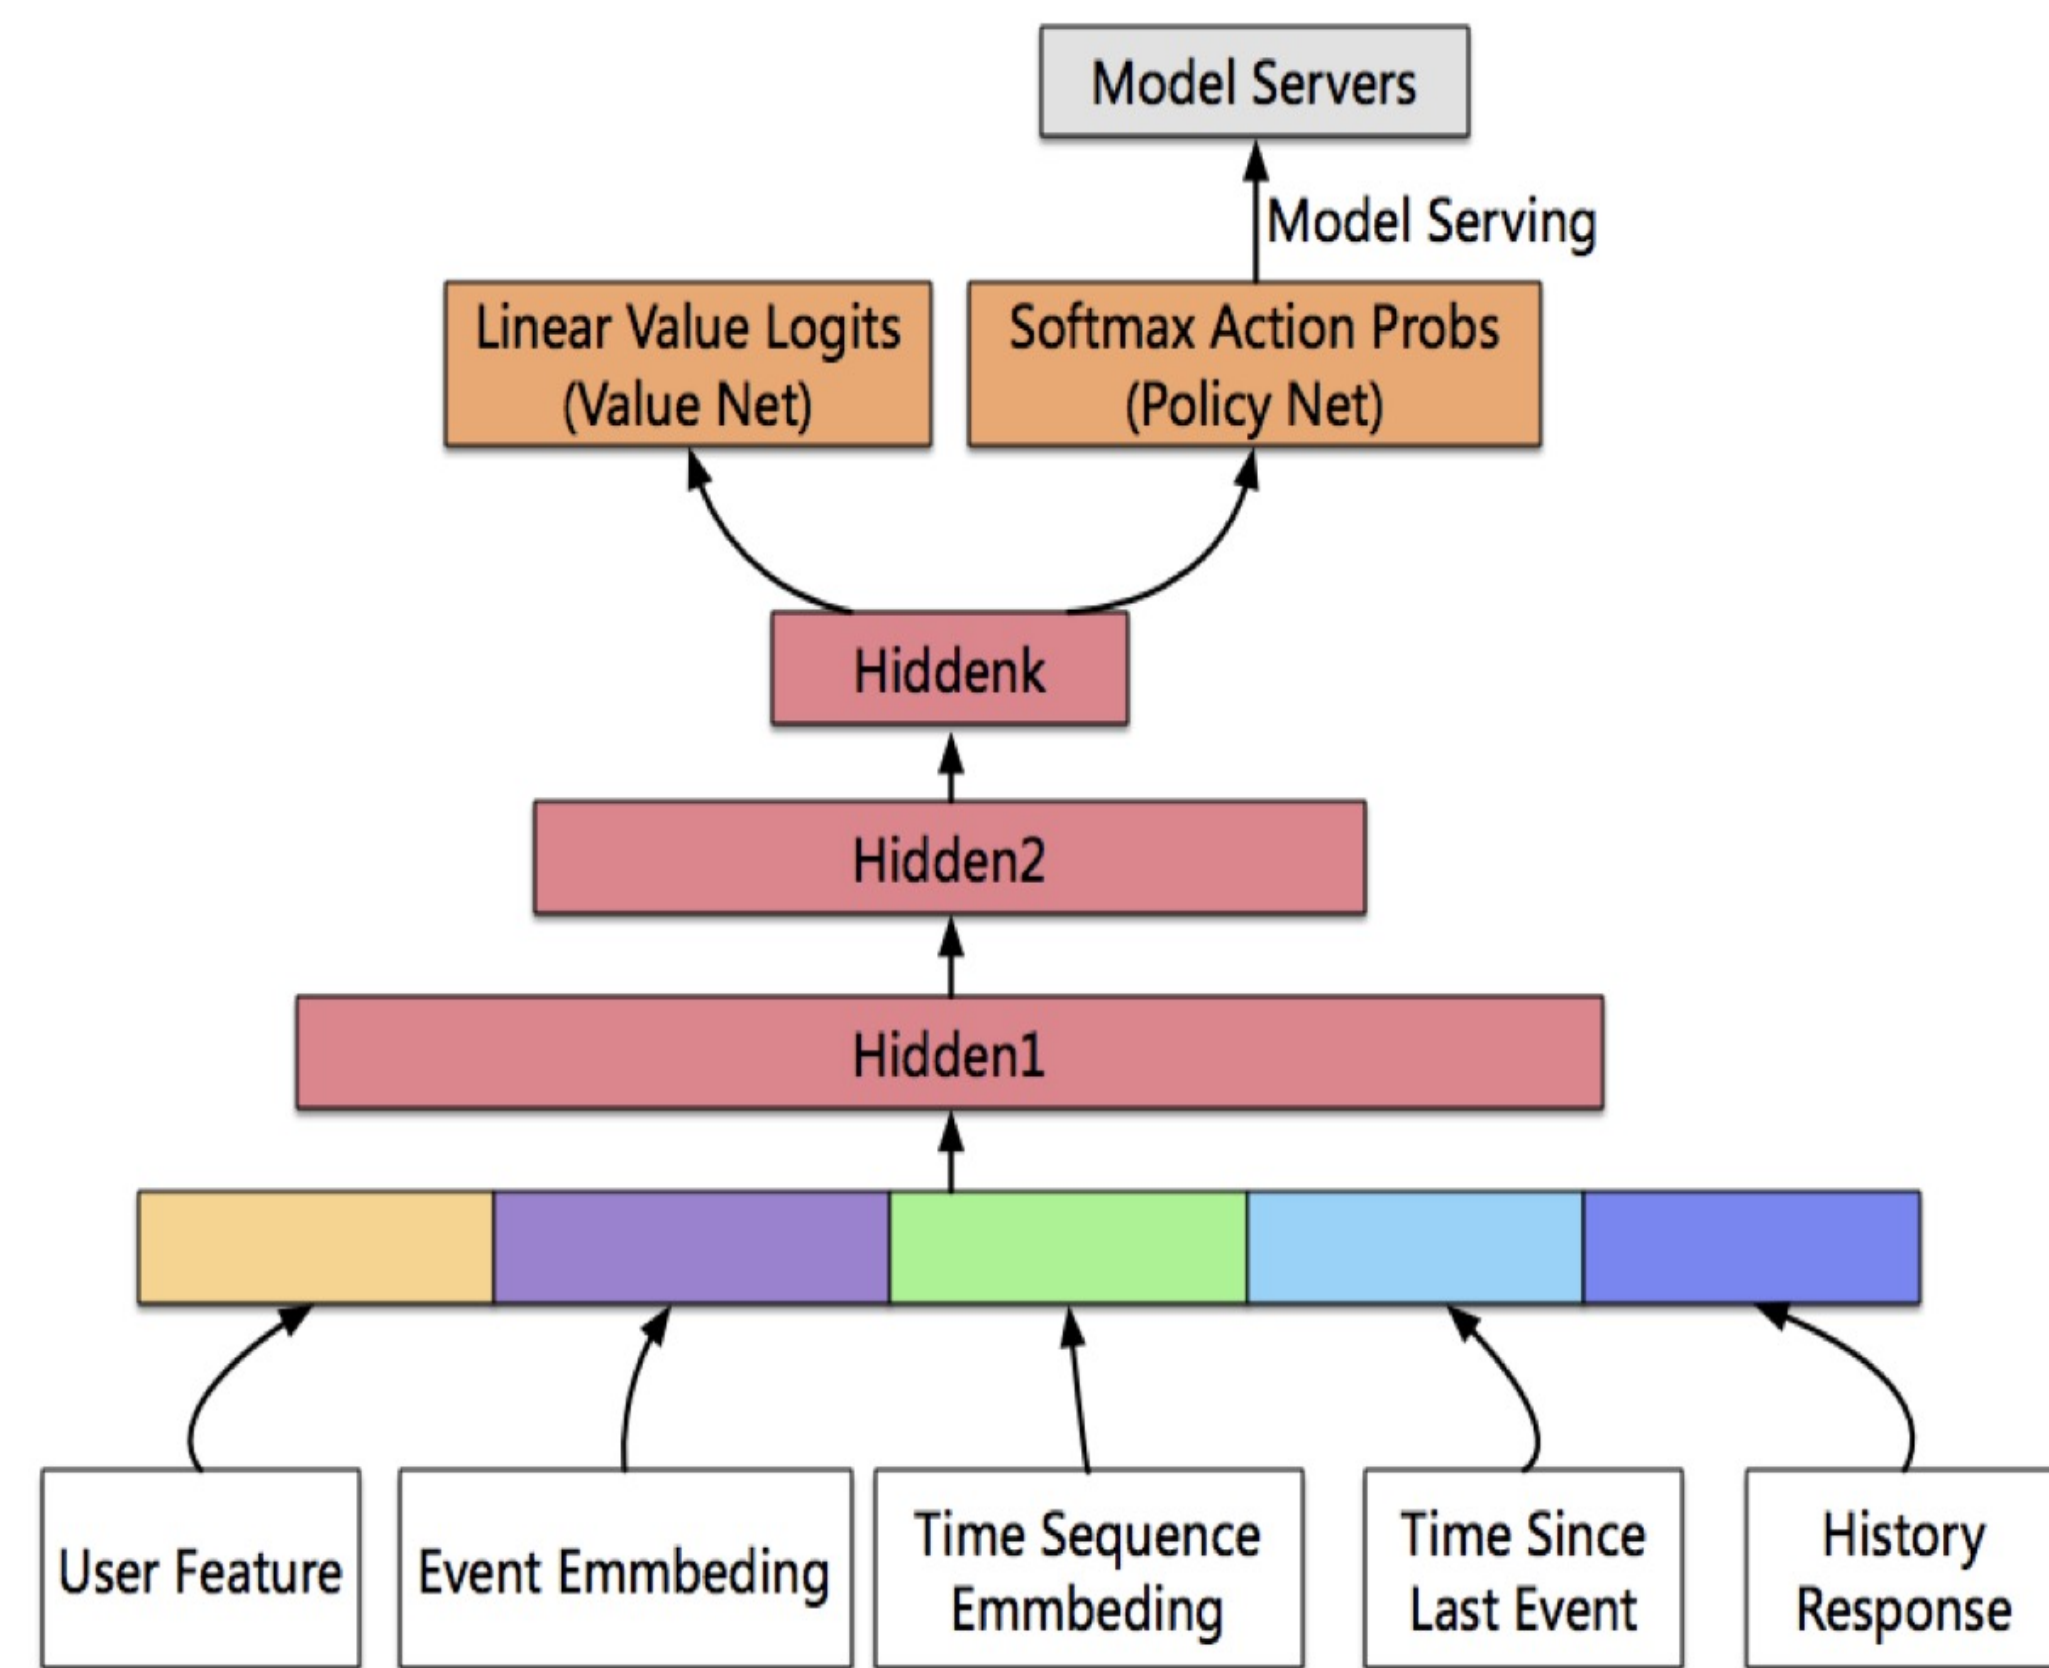 Model Servers
Model Serving
Linear Value Logits
(Value Net)
Softmax Action Probs
(Policy Net)
Hiddenk
Hidden2
Hidden1
User Feature
Event Emmbeding
Time Sequence
Emmbeding
Time Since
Last Event
History
Response